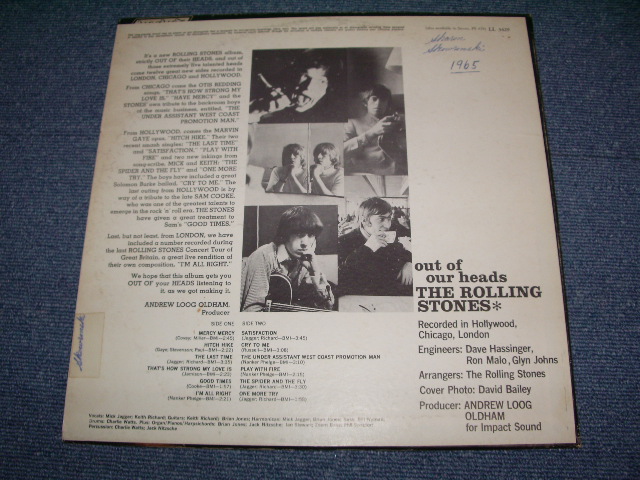 Sharon
1965
It's a new ROLLING STONES album,
strictly OUT of their HEADS, and out of
those extremely live talented heads
come twelve great new sides recorded in
LONDON, CHICAGO and HOLLYWOOD.
From CHICAGO come the OTIS REDDING
songs, "THAT'S HOW STRONG MY
LOVE IS," "HAVE MERCY" and the
STONES' own tribute to the backroom boys
of the music business, entitled, "THE
UNDER ASSISTANT WEST COAST
PROMOTION MAN."
From HOLLYWOOD, comes the MARVIN
GAYE opus, "HITCH HIKE." Their two
recent smash singles: "THE LAST TIME"
and "SATISFACTION," "PLAY WITH
FIRE" and two new inkings from
song-scribe, MICK and KEITH: "THE
SPIDER AND THE FLY" and "ONE MORE
TRY." The boys have included a great
Solomon Burke ballad, "CRY TO ME." The
last outing from HOLLYWOOD is by
way of a tribute to the late SAM COOKE,
who was one of the greatest talents to
emerge in the rock 'n' roll era. THE STONES
have given a great treatment to
Sam's "GOOD TIMES."
Last, but not least, from LONDON, we have
included a number recorded during
the last ROLLING STONES Concert Tour of
Great Britain, a great live rendition of
their own composition, "I'M ALL RIGHT."
We hope that this album gets you
OUT of your HEADS listening to
it, as we got making it.
ANDREW LOOG OLDHAM,
Producer
SIDE ONE SIDE TWO
MERCY MERCY SATISFACTION
(Covay; Miller—BMI—2:45) (Jagger; Richard—BMI—3:45)
HITCH HIKE CRY TO ME
THE LAST TIME THE UNDER ASSISTANT WEST COAST PROMOTION MAN
THAT'S HOW STRONG MY LOVE IS PLAY WITH FIRE
GOOD TIMES THE SPIDER AND THE FLY
I'M ALL RIGHT ONE MORE TRY
out of
our heads
THE ROLLING
STONES*
Recorded in Hollywood,
Chicago, London
Engineers: Dave Hassinger,
Ron Malo, Glyn Johns
Arrangers: The Rolling Stones
Cover Photo: David Bailey
Producer: ANDREW LOOG
OLDHAM
for Impact Sound